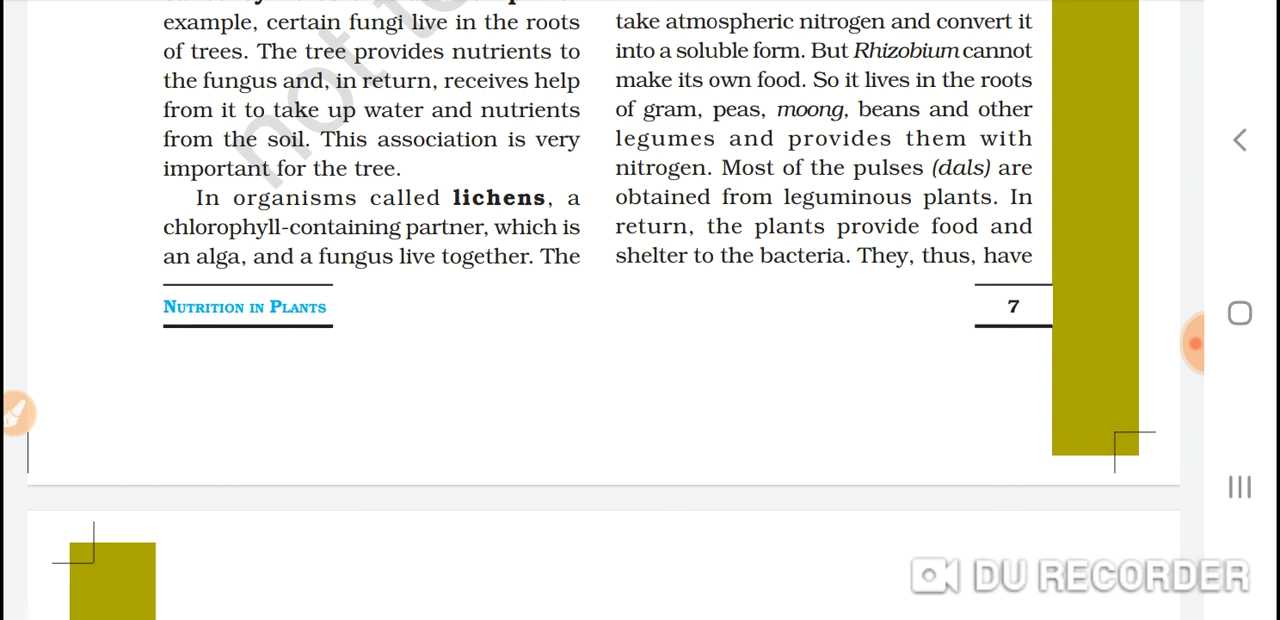 example, certain fungi live in the roots
of trees. The tree provides nutrients to
the fungus and, in return, receives help
from it to take up water and nutrients
from the soil. This association is very
important for the tree.
In organisms called lichens, a
chlorophyll-containing partner, which is
an alga, and a fungus live together. The
take atmospheric nitrogen and convert it
into a soluble form. But Rhizobium cannot
make its own food. So it lives in the roots
of gram, peas, moong, beans and other
legumes and provides them with
nitrogen. Most of the pulses (dals) are
obtained from leguminous plants. In
return, the plants provide food and
shelter to the bacteria. They, thus, have
NUTRITION IN PLANTS
7
not
DU RECORDER